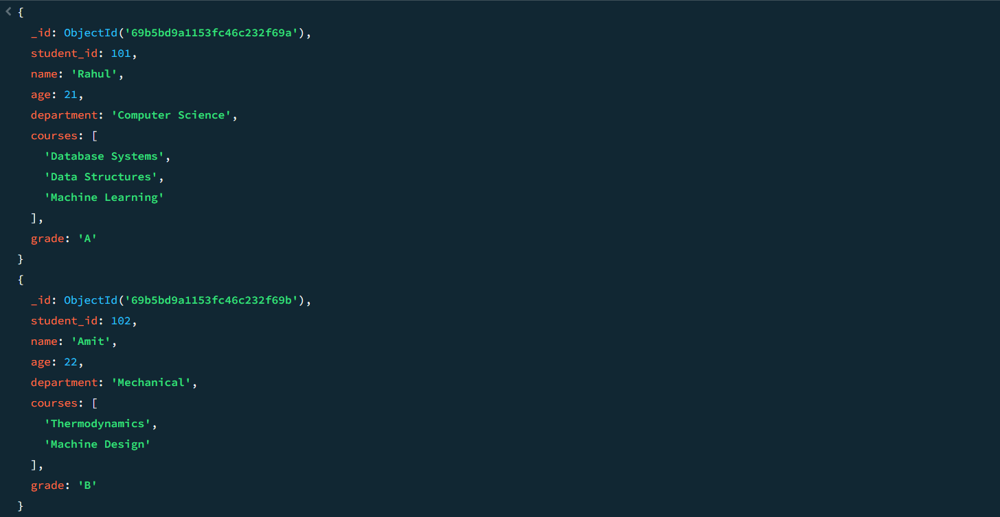 {
  _id: ObjectId('69b5bd9a1153fc46c232f69a'),
  student_id: 101,
  name: 'Rahul',
  age: 21,
  department: 'Computer Science',
  courses: [
    'Database Systems',
    'Data Structures',
    'Machine Learning'
  ],
  grade: 'A'
}
{
  _id: ObjectId('69b5bd9a1153fc46c232f69b'),
  student_id: 102,
  name: 'Amit',
  age: 22,
  department: 'Mechanical',
  courses: [
    'Thermodynamics',
    'Machine Design'
  ],
  grade: 'B'
}